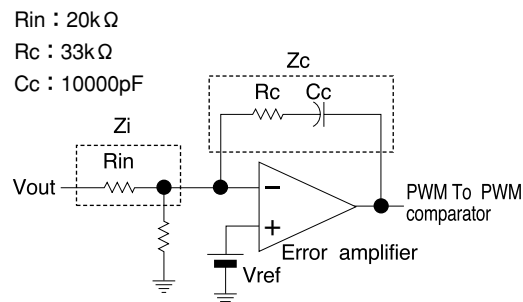 Rin : 20kΩ
Rc : 33kΩ
Cc : 10000pF
Zc
Rc Cc
Zi
Rin
Vout
PWM To PWM
comparator
Error amplifier
Vref